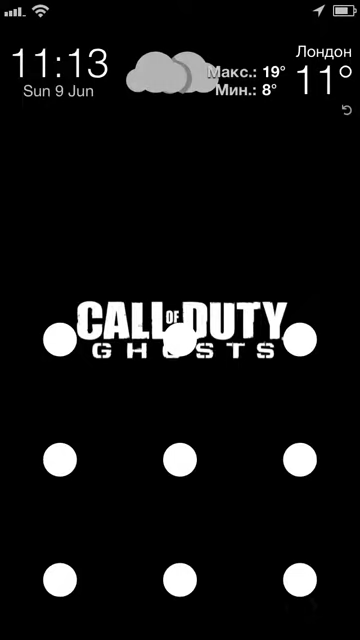 11:13
Sun 9 Jun
Макс.: 19°
Мин.: 8°
Лондон
11°
CALL OF DUTY
GHOSTS